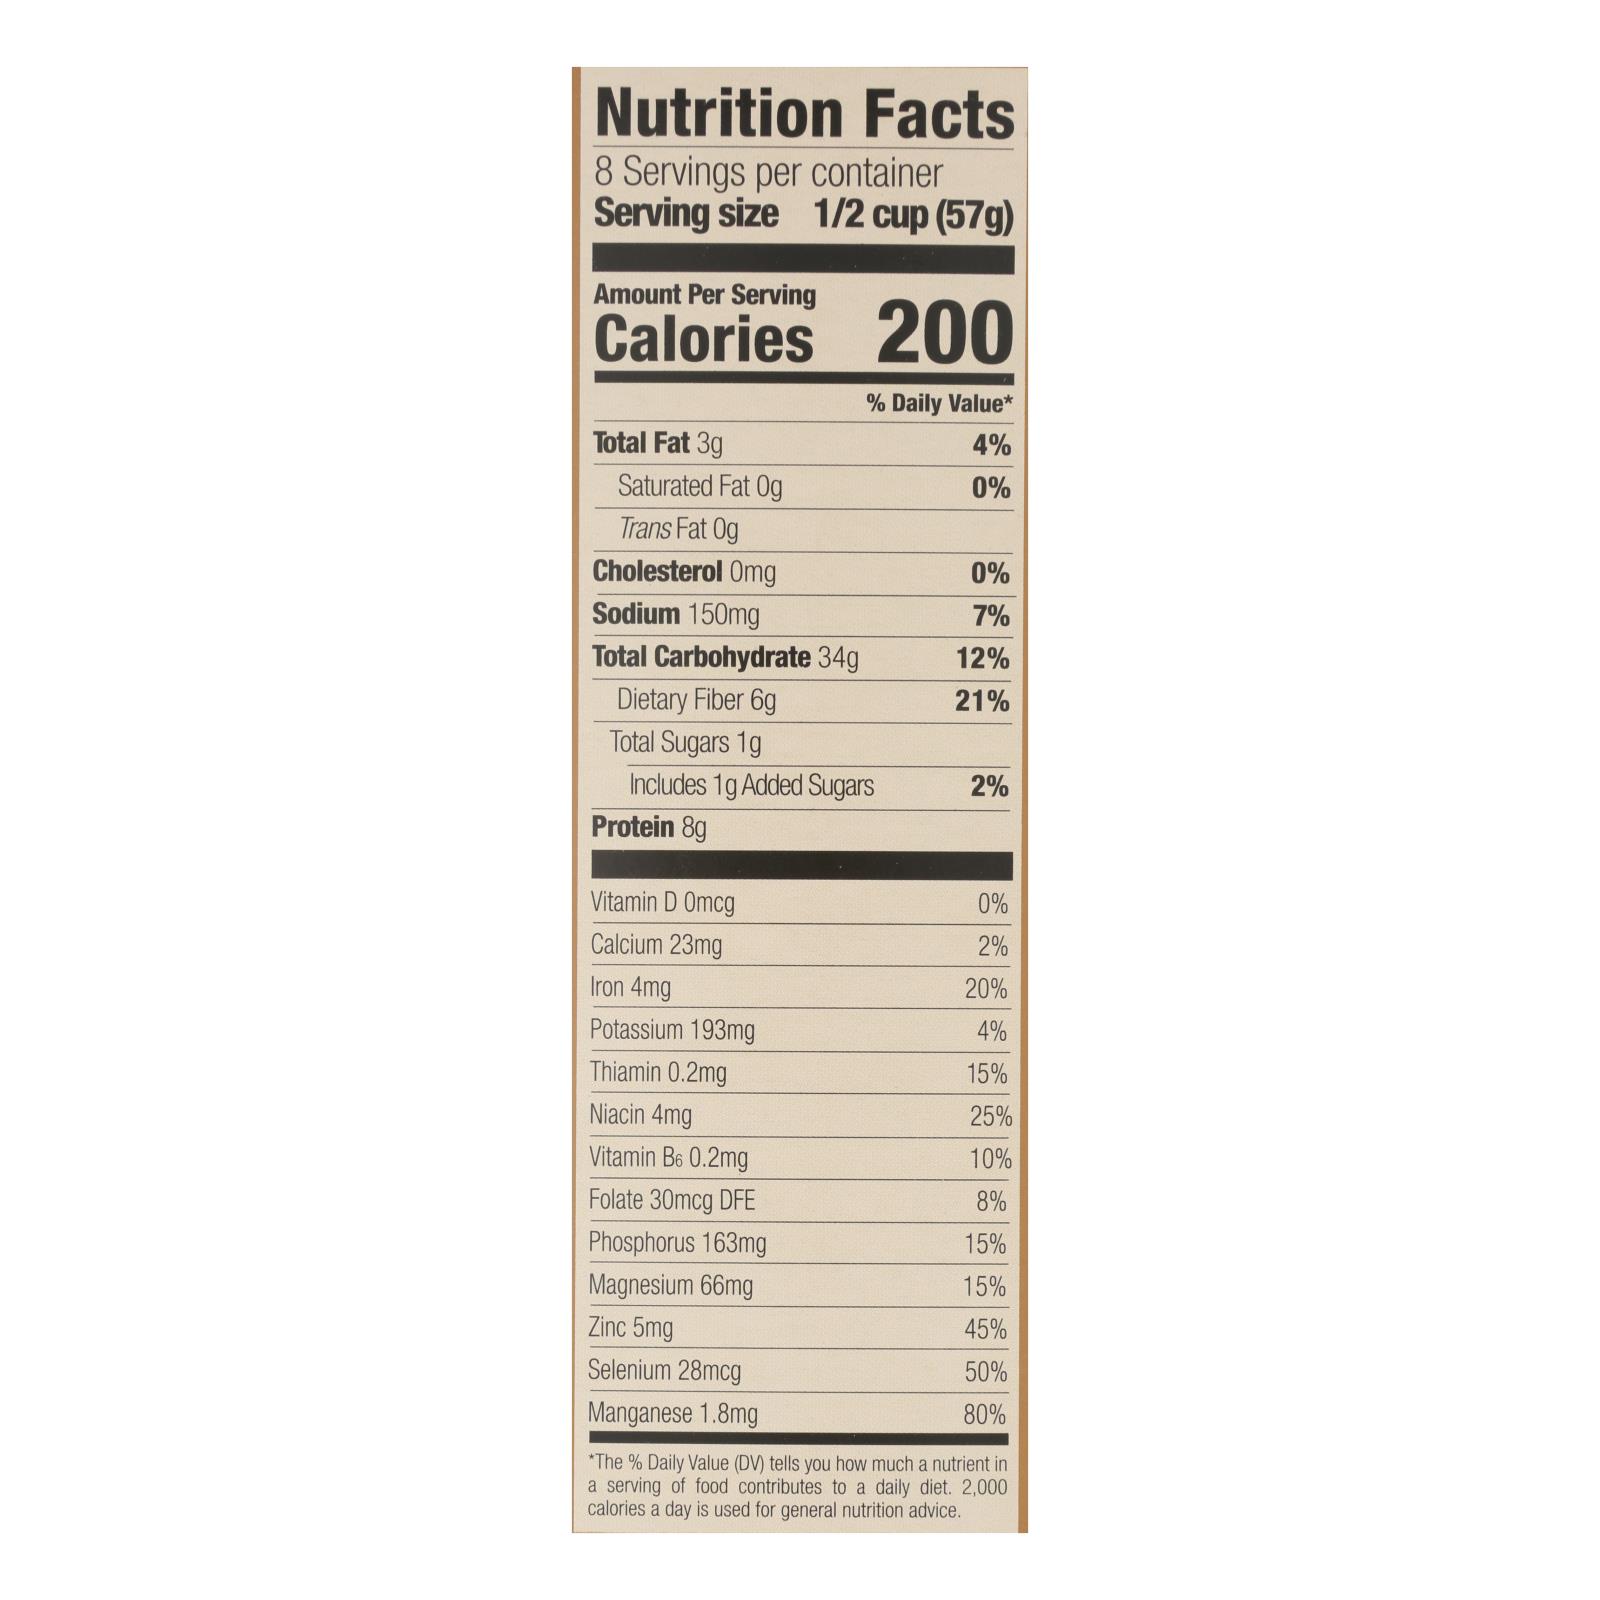 Nutrition Facts
8 Servings per container
Serving size 1/2 cup (57g)
Amount Per Serving
Calories 200
% Daily Value*
Total Fat 3g 4%
Saturated Fat 0g 0%
Trans Fat 0g
Cholesterol 0mg 0%
Sodium 150mg 7%
Total Carbohydrate 34g 12%
Dietary Fiber 6g 21%
Total Sugars 1g
Includes 1g Added Sugars 2%
Protein 8g
Vitamin D 0mcg 0%
Calcium 23mg 2%
Iron 4mg 20%
Potassium 193mg 4%
Thiamin 0.2mg 15%
Niacin 4mg 25%
Vitamin B6 0.2mg 10%
Folate 30mcg DFE 8%
Phosphorus 163mg 15%
Magnesium 66mg 15%
Zinc 5mg 45%
Selenium 28mcg 50%
Manganese 1.8mg 80%
*The % Daily Value (DV) tells you how much a nutrient in
a serving of food contributes to a daily diet. 2,000
calories a day is used for general nutrition advice.